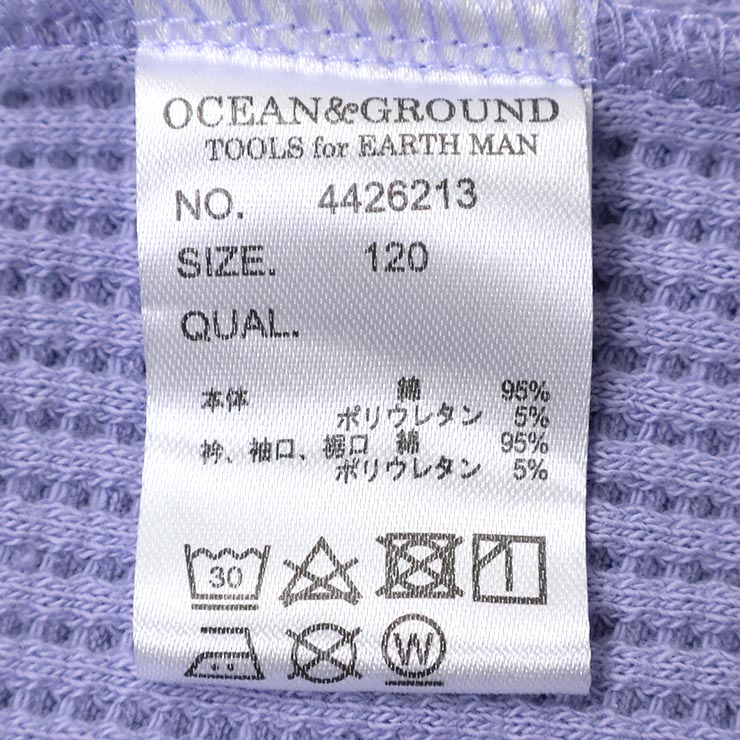 OCEAN&GROUND
TOOLS for EARTH MAN
NO. 4426213
SIZE. 120
QUAL.
本体 綿 95%
ポリウレタン 5%
衿、袖口、裾口 綿 95%
ポリウレタン 5%
30
W